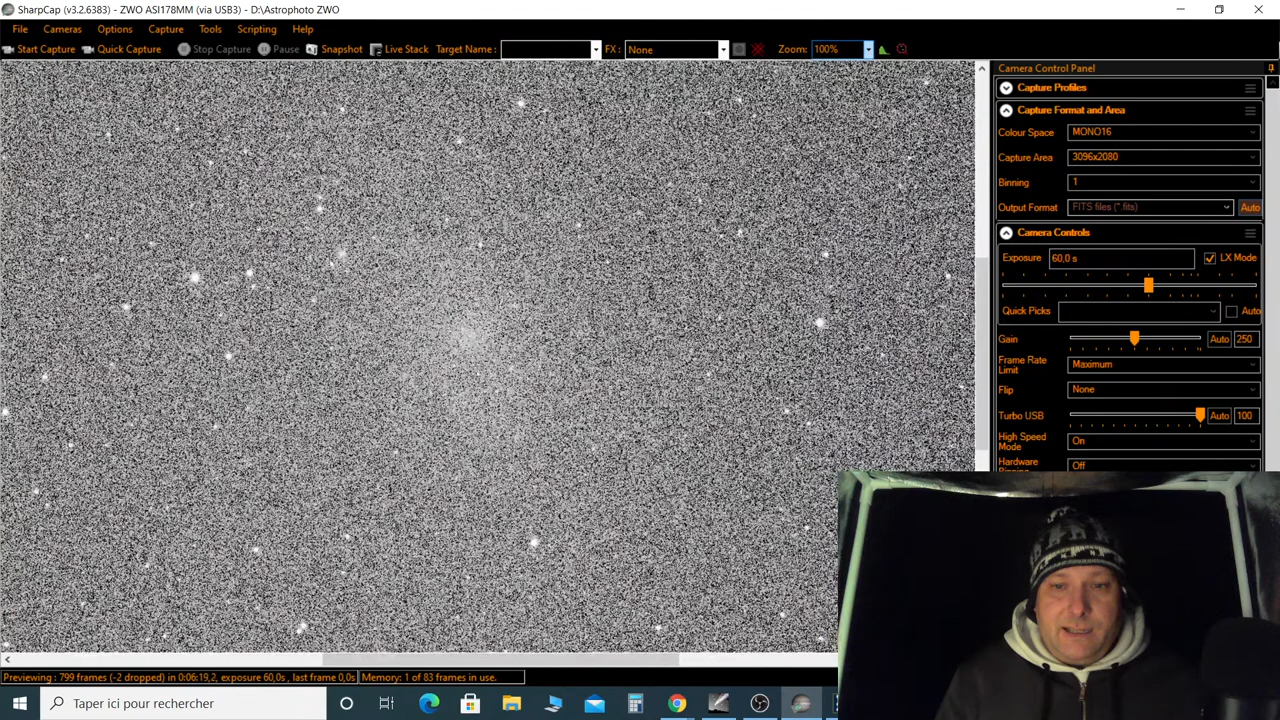 SharpCap (v3.2.6383) - ZWO ASI178MM (via USB3) - D:\Astrophoto ZWO
File Cameras Options Capture Tools Scripting Help
Start Capture Quick Capture Stop Capture Pause Snapshot Live Stack Target Name : FX : None Zoom: 100%
Camera Control Panel
Capture Profiles
Capture Format and Area
Colour Space MONO16
Capture Area 3096x2080
Binning 1
Output Format FITS files (*.fits) Auto
Camera Controls
Exposure 60,0 s LX Mode
Quick Picks Auto
Gain Auto 250
Frame Rate
Limit Maximum
Flip None
Turbo USB Auto 100
High Speed
Mode On
Hardware
Off
Previewing : 799 frames (-2 dropped) in 0:06:19,2, exposure 60,0s , last frame 0,0s Memory: 1 of 83 frames in use.
Taper ici pour rechercher